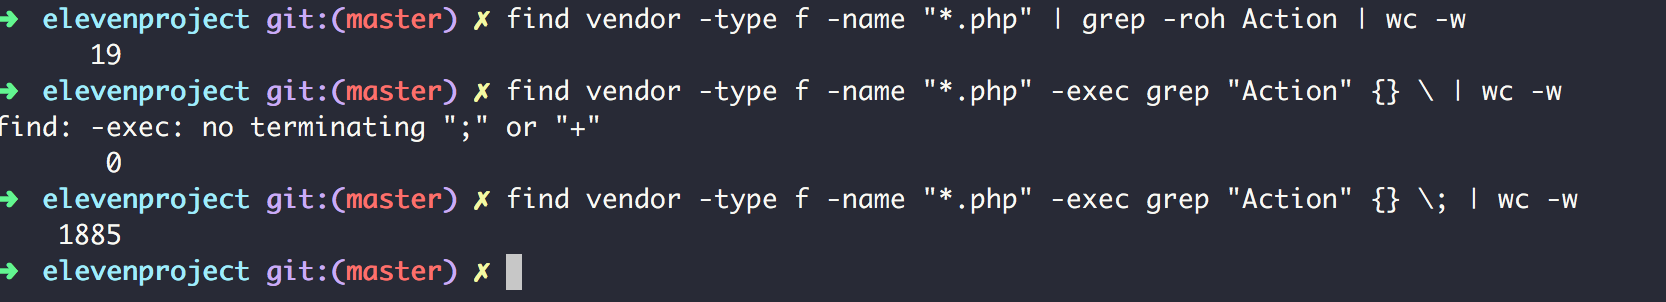 ➜ elevenproject git:(master) ✗ find vendor -type f -name "*.php" | grep -roh Action | wc -w
19
➜ elevenproject git:(master) ✗ find vendor -type f -name "*.php" -exec grep "Action" {} \ | wc -w
find: -exec: no terminating ";" or "+"
0
➜ elevenproject git:(master) ✗ find vendor -type f -name "*.php" -exec grep "Action" {} \; | wc -w
1885
➜ elevenproject git:(master) ✗